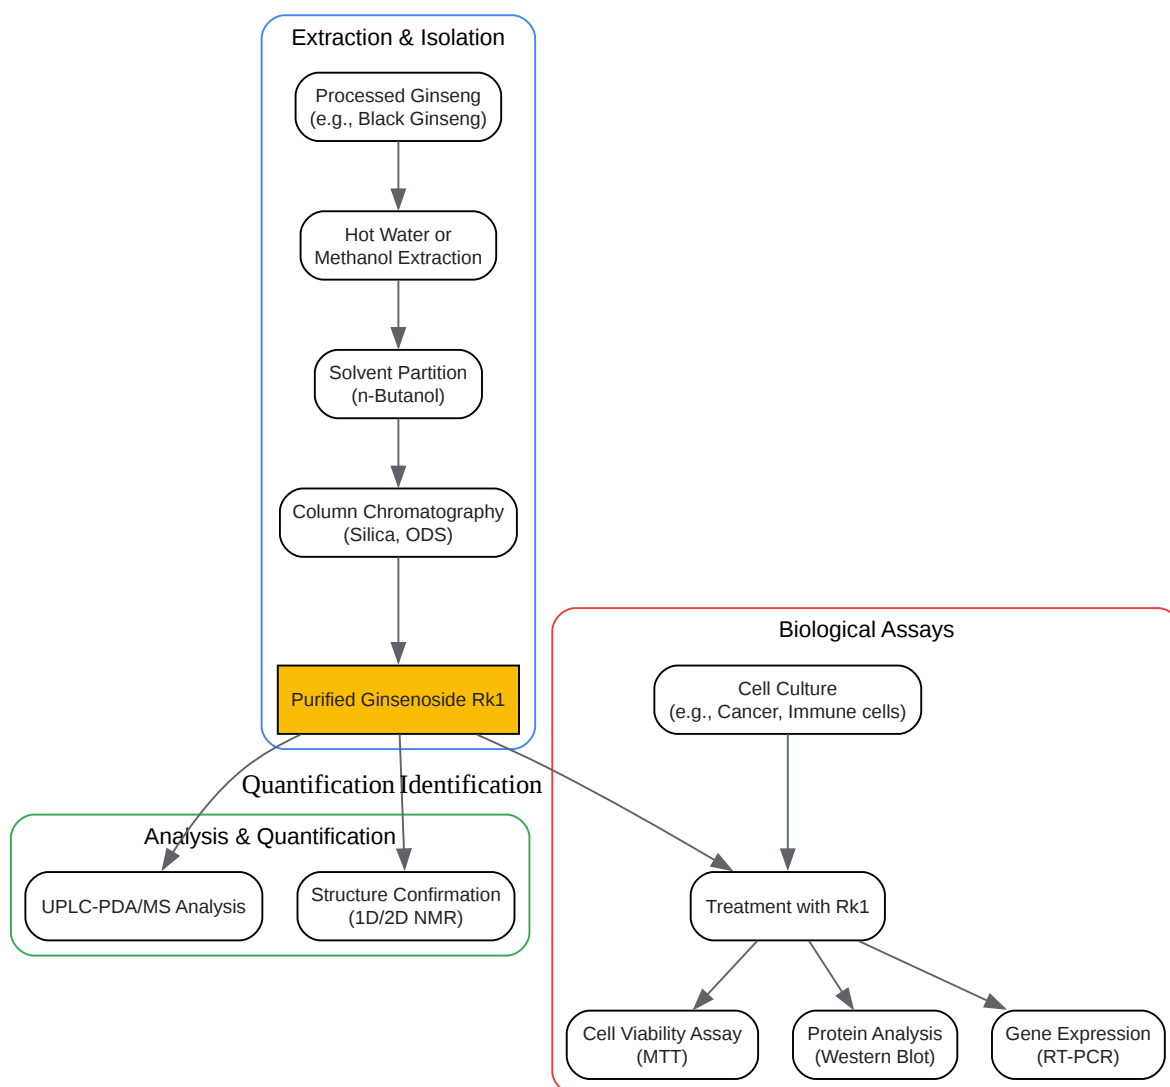 Extraction & Isolation
Processed Ginseng
(e.g., Black Ginseng)
Hot Water or
Methanol Extraction
Solvent Partition
(n-Butanol)
Column Chromatography
(Silica, ODS)
Purified Ginsenoside Rk1
Quantification
Identification
Analysis & Quantification
UPLC-PDA/MS Analysis
Structure Confirmation
(1D/2D NMR)
Biological Assays
Cell Culture
(e.g., Cancer, Immune cells)
Treatment with Rk1
Cell Viability Assay
(MTT)
Protein Analysis
(Western Blot)
Gene Expression
(RT-PCR)